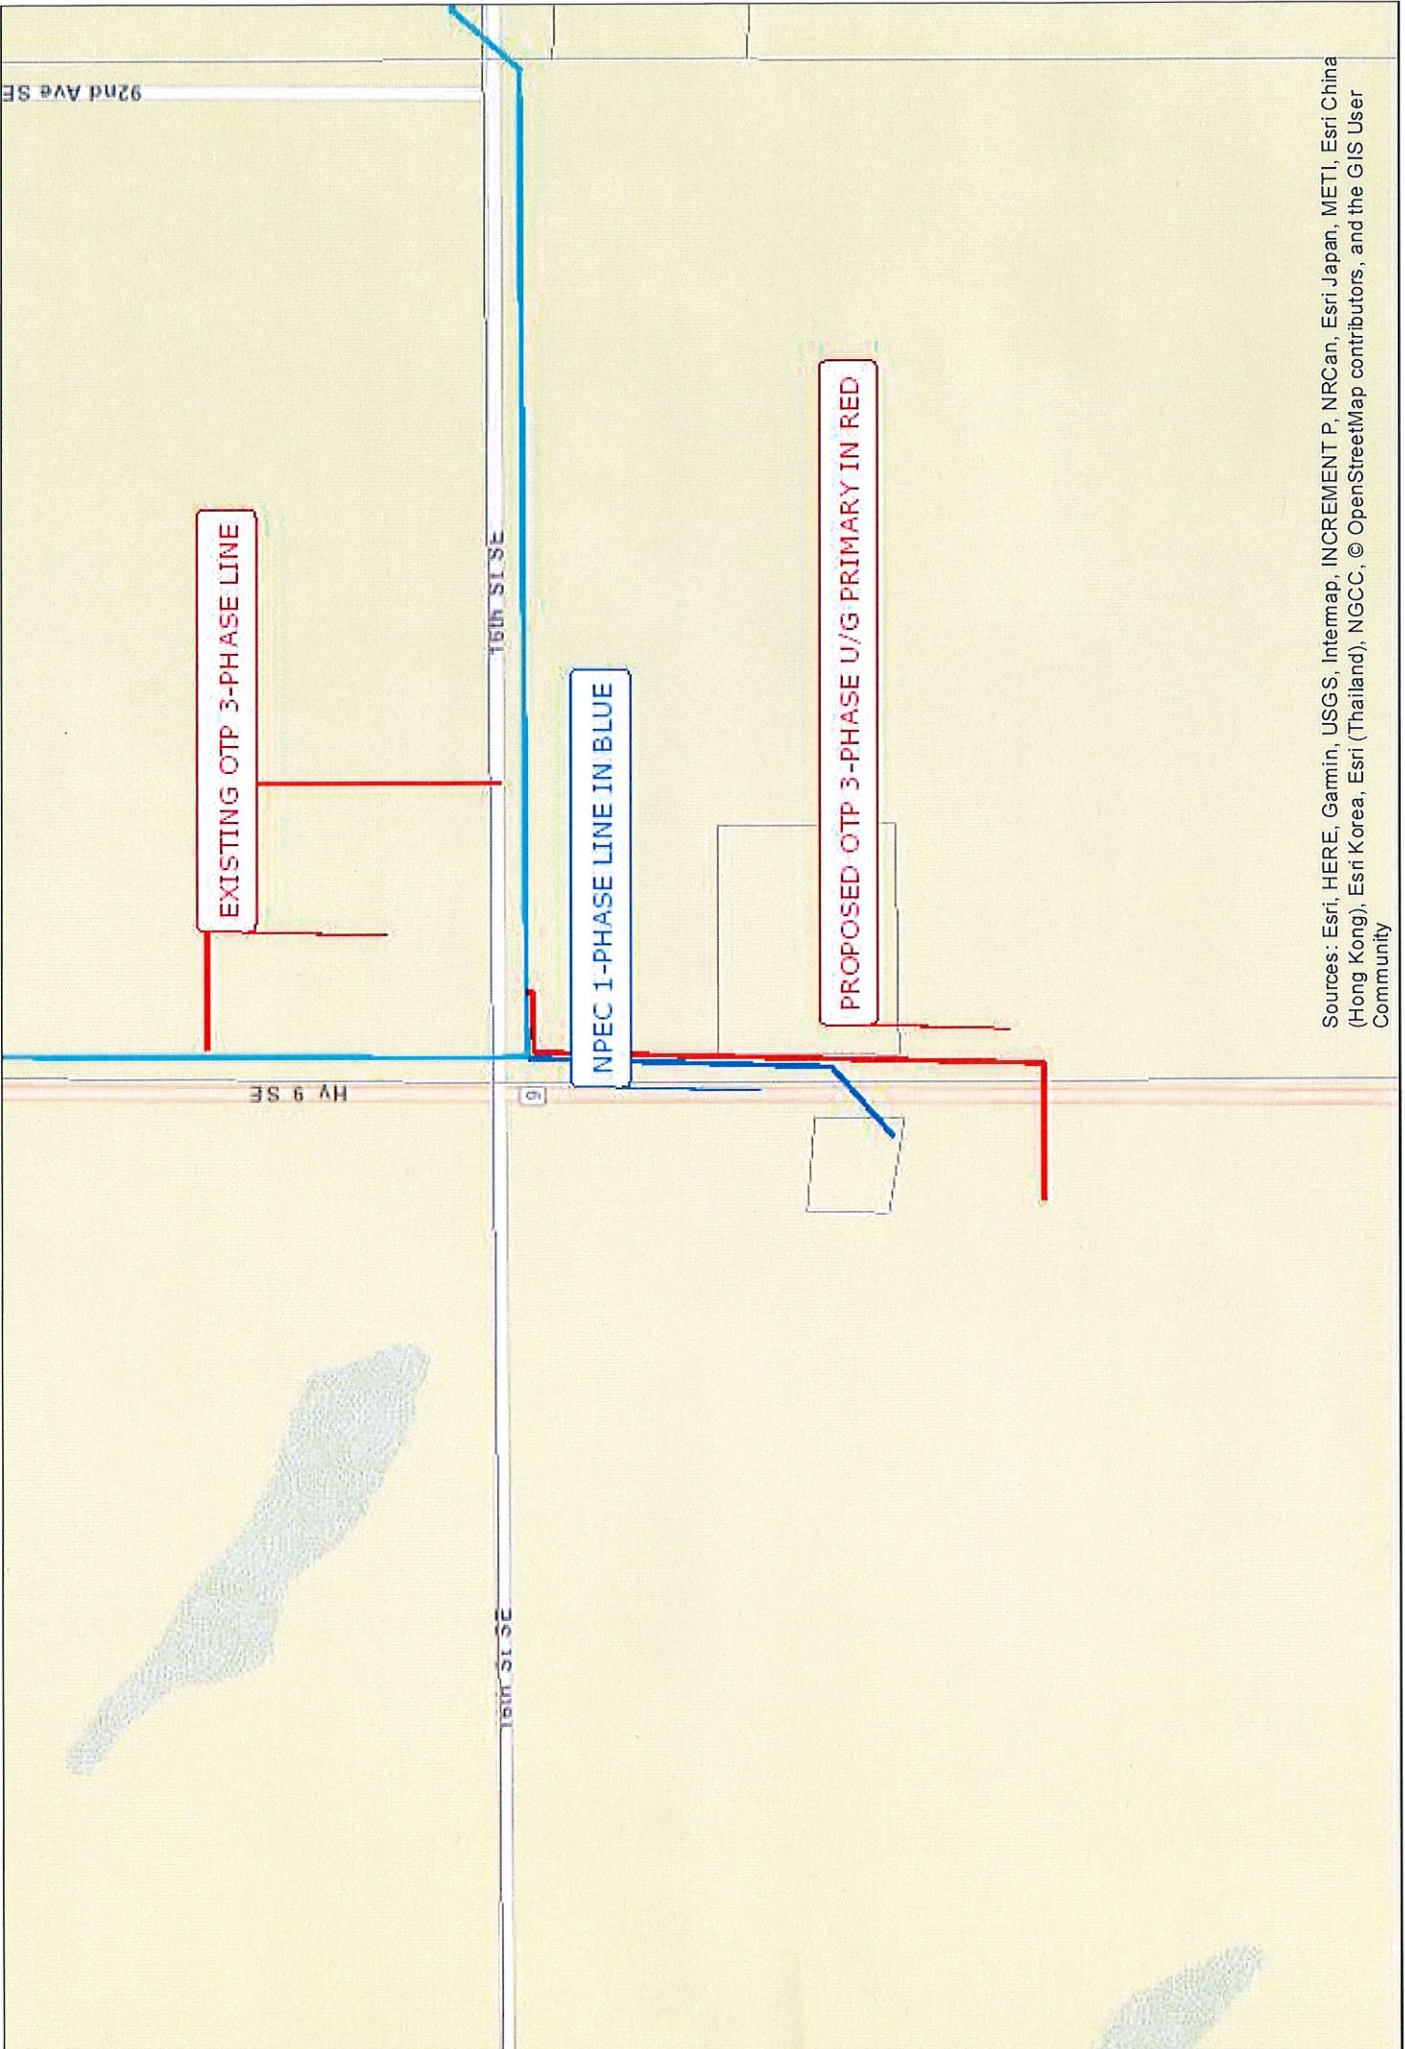 92nd Ave SE
EXISTING OTP 3-PHASE LINE
16th St SE
NPEC 1-PHASE LINE IN BLUE
PROPOSED OTP 3-PHASE U/G PRIMARY IN RED
Hy 9 SE
9
16th St SE
Sources: Esri, HERE, Garmin, USGS, Intermap, INCREMENT P, NRCan, Esri Japan, METI, Esri China
(Hong Kong), Esri Korea, Esri (Thailand), NGCC, © OpenStreetMap contributors, and the GIS User
Community